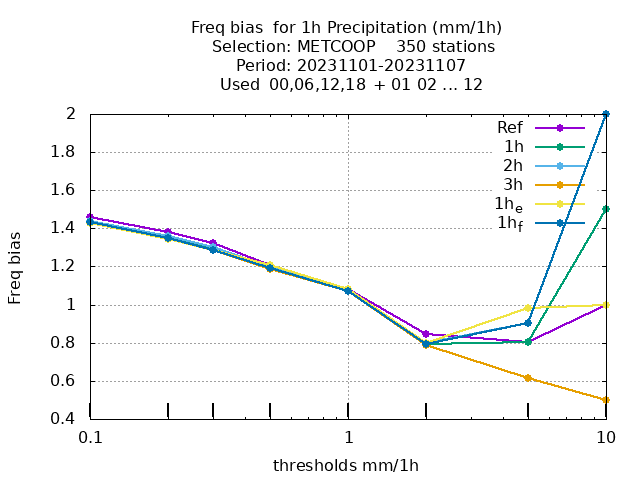 Freq bias  for 1h Precipitation (mm/1h)
Selection: METCOOP    350 stations
Period: 20231101-20231107
Used  00,06,12,18  + 01 02 ... 12
Ref
1h
2h
3h
1he
1hf
2
1.8
1.6
1.4
1.2
1
0.8
0.6
0.4
Freq bias
0.1
1
10
thresholds mm/1h